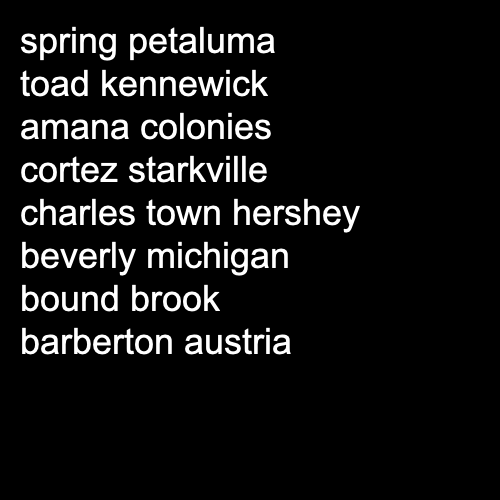 spring petaluma
toad kennewick
amana colonies
cortez starkville
charles town hershey
beverly michigan
bound brook
barberton austria